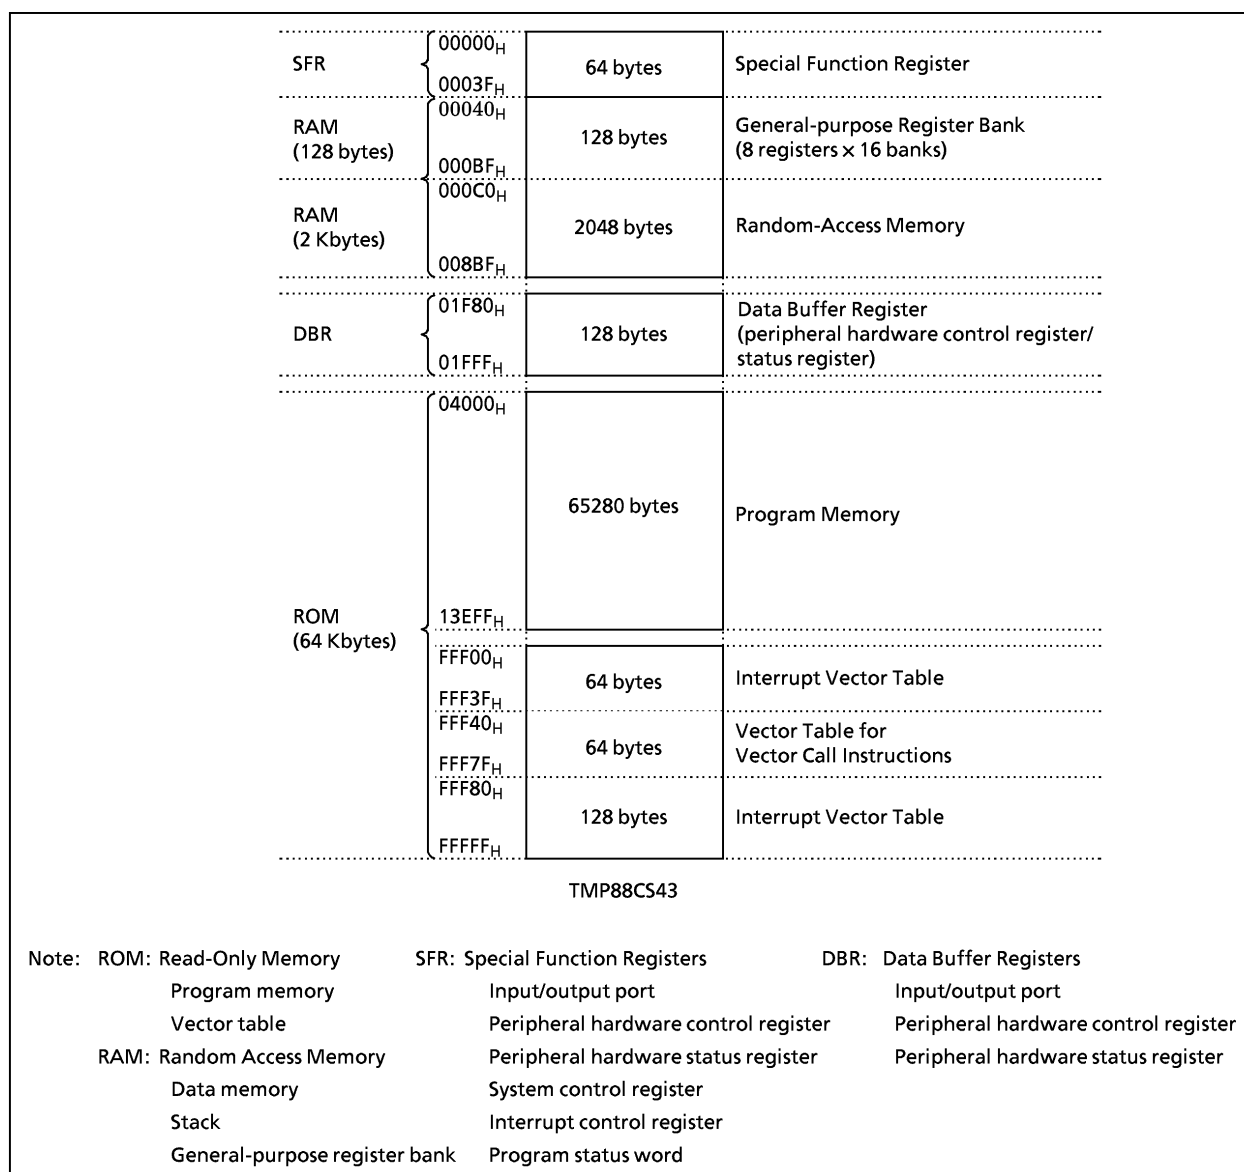 SFR 00000H 64 bytes Special Function Register
0003FH
RAM
(128 bytes) 00040H 128 bytes General-purpose Register Bank
(8 registers × 16 banks)
000BFH
RAM
(2 Kbytes) 000C0H 2048 bytes Random-Access Memory
008BFH
DBR 01F80H 128 bytes Data Buffer Register
(peripheral hardware control register/
status register)
01FFFH
ROM
(64 Kbytes) 04000H 65280 bytes Program Memory
13EFFH
FFF00H 64 bytes Interrupt Vector Table
FFF3FH
FFF40H 64 bytes Vector Table for
Vector Call Instructions
FFF7FH
FFF80H 128 bytes Interrupt Vector Table
FFFFFH
TMP88CS43
Note: ROM: Read-Only Memory SFR: Special Function Registers DBR: Data Buffer Registers
Program memory Input/output port Input/output port
Vector table Peripheral hardware control register Peripheral hardware control register
RAM: Random Access Memory Peripheral hardware status register Peripheral hardware status register
Data memory System control register
Stack Interrupt control register
General-purpose register bank Program status word